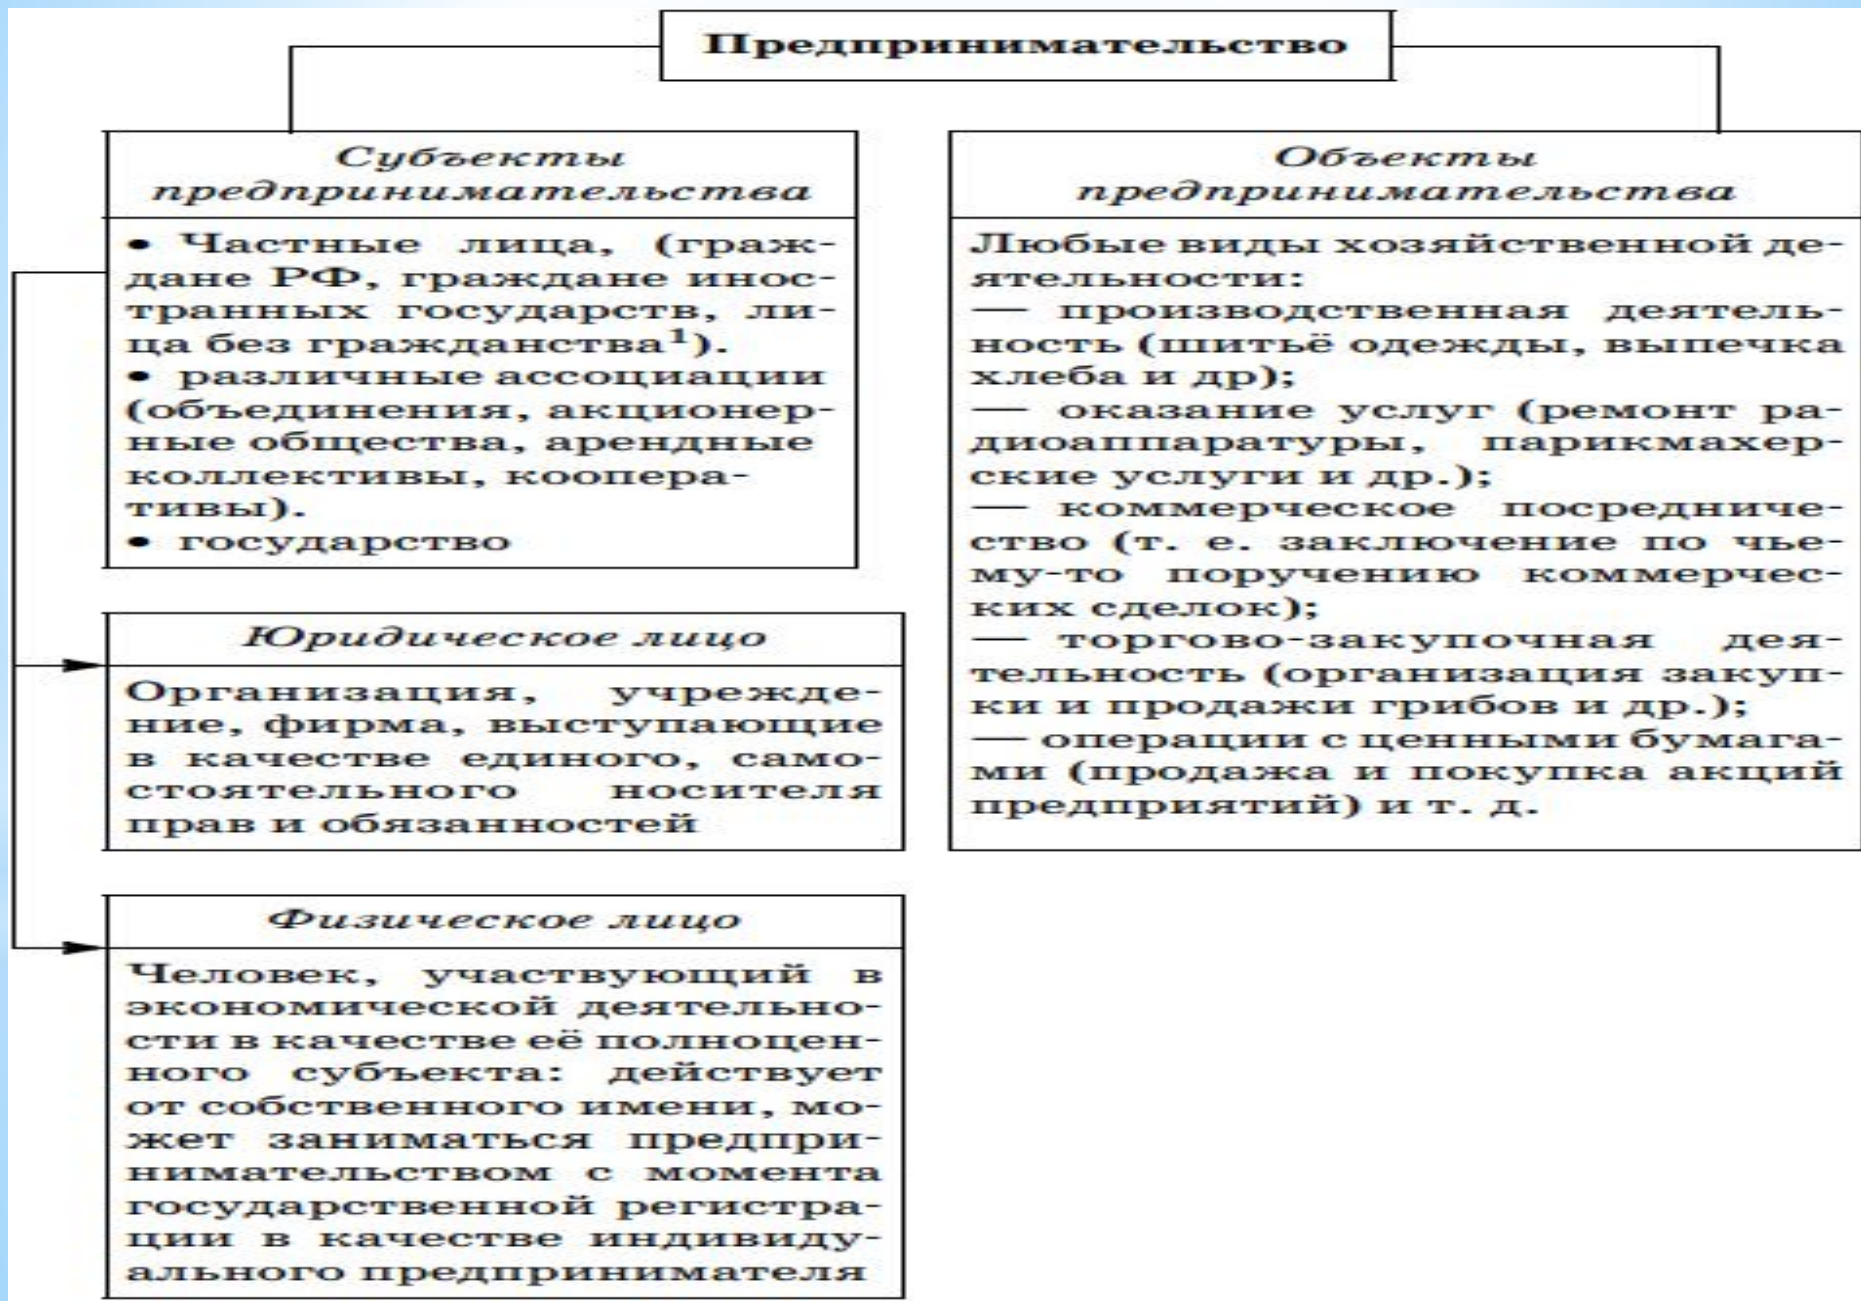 Предпринимательство
Субъекты
предпринимательства
• Частные лица, (граж-
дане РФ, граждане инос-
транных государств, ли-
ца без гражданства¹).
• различные ассоциации
(объединения, акционер-
ные общества, арендные
коллективы, коопера-
тивы).
• государство
Юридическое лицо
Организация, учрежде-
ние, фирма, выступающие
в качестве единого, само-
стоятельного носителя
прав и обязанностей
Физическое лицо
Человек, участвующий в
экономической деятельно-
сти в качестве её полноцен-
ного субъекта: действует
от собственного имени, мо-
жет заниматься предпри-
нимательством с момента
государственной регистра-
ции в качестве индивиду-
ального предпринимателя
Объекты
предпринимательства
Любые виды хозяйственной де-
ятельности:
— производственная деятель-
ность (шитьё одежды, выпечка
хлеба и др);
— оказание услуг (ремонт ра-
диоаппаратуры, парикмахер-
ские услуги и др.);
— коммерческое посредниче-
ство (т. е. заключение по чье-
му-то поручению коммерчес-
ких сделок);
— торгово-закупочная дея-
тельность (организация закуп-
ки и продажи грибов и др.);
— операции с ценными бумага-
ми (продажа и покупка акций
предприятий) и т. д.